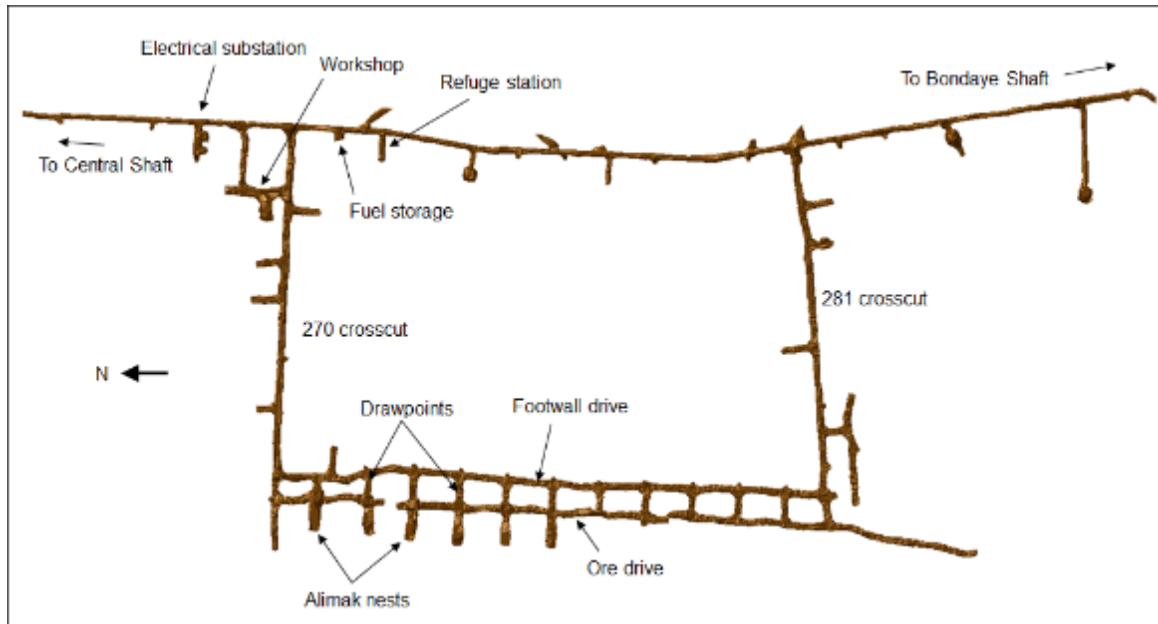 Electrical substation
Workshop
Refuge station
To Bondaye Shaft
To Central Shaft
Fuel storage
270 crosscut
281 crosscut
N
Drawpoints
Footwall drive
Ore drive
Alimak nests